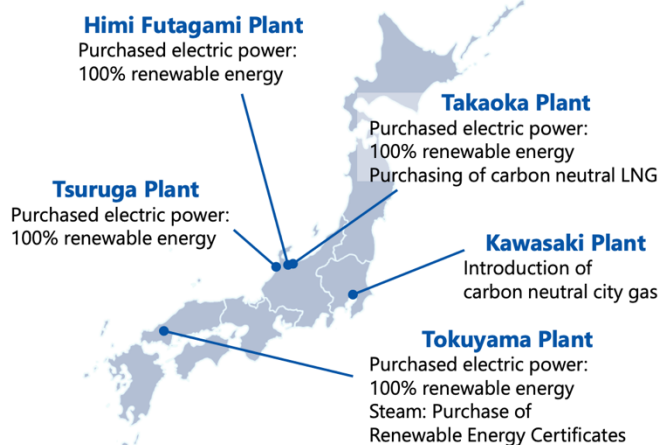 Himi Futagami Plant
Purchased electric power:
100% renewable energy
Takaoka Plant
Purchased electric power:
100% renewable energy
Purchasing of carbon neutral LNG
Tsuruga Plant
Purchased electric power:
100% renewable energy
Kawasaki Plant
Introduction of
carbon neutral city gas
Tokuyama Plant
Purchased electric power:
100% renewable energy
Steam: Purchase of
Renewable Energy Certificates